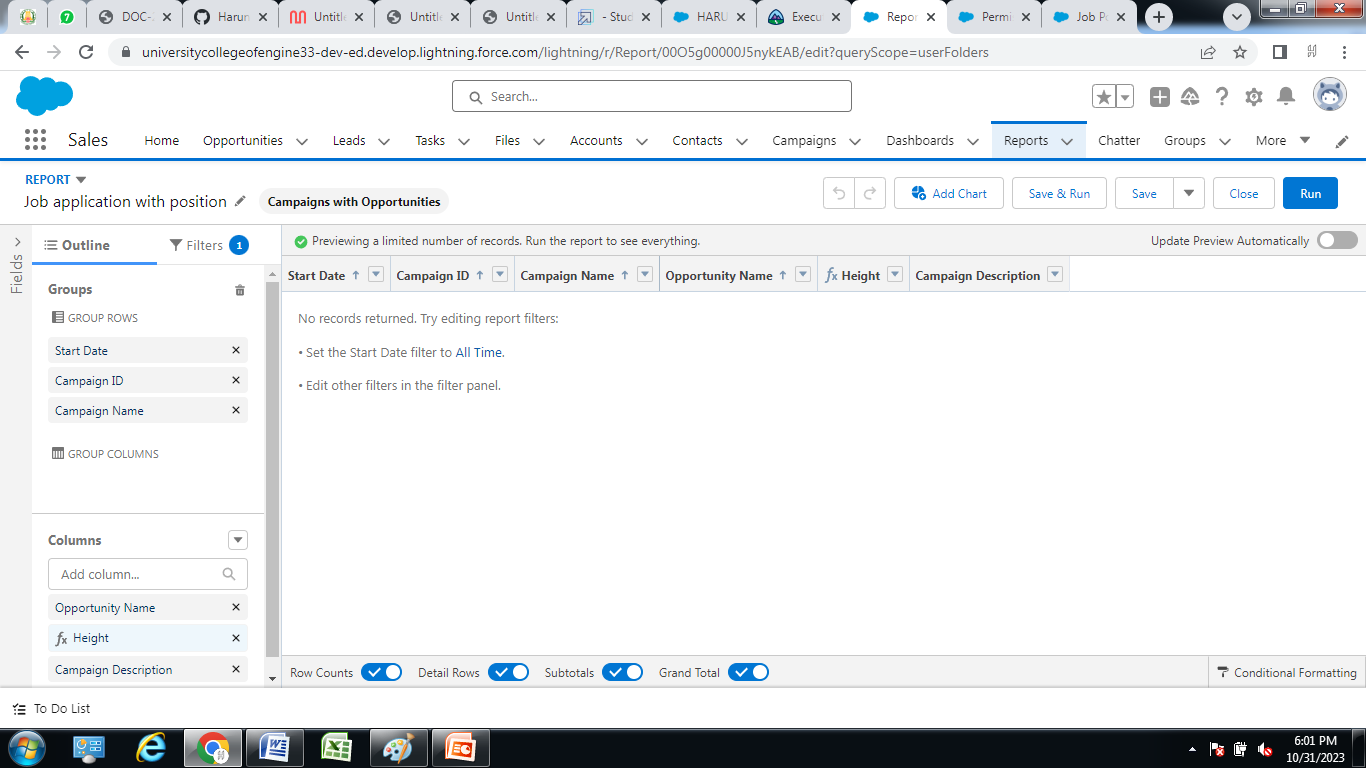 7
DOC-
Harun
Untitle
Untitle
Untitle
- Stud
HARU
Execu
Repor
Permi
Job Po
universitycollegeofengine33-dev-ed.develop.lightning.force.com/lightning/r/Report/00O5g00000J5nykEAB/edit?queryScope=userFolders
Search...
Sales
Home
Opportunities
Leads
Tasks
Files
Accounts
Contacts
Campaigns
Dashboards
Reports
Chatter
Groups
More
REPORT
Job application with position
Campaigns with Opportunities
Add Chart
Save & Run
Save
Close
Run
Fields
Outline
Filters 1
Previewing a limited number of records. Run the report to see everything.
Update Preview Automatically
Groups
GROUP ROWS
Start Date
Campaign ID
Campaign Name
GROUP COLUMNS
Columns
Add column...
Opportunity Name
fx Height
Campaign Description
Start Date
Campaign ID
Campaign Name
Opportunity Name
fx Height
Campaign Description
No records returned. Try editing report filters:
• Set the Start Date filter to All Time.
• Edit other filters in the filter panel.
Row Counts
Detail Rows
Subtotals
Grand Total
Conditional Formatting
To Do List
6:01 PM
10/31/2023